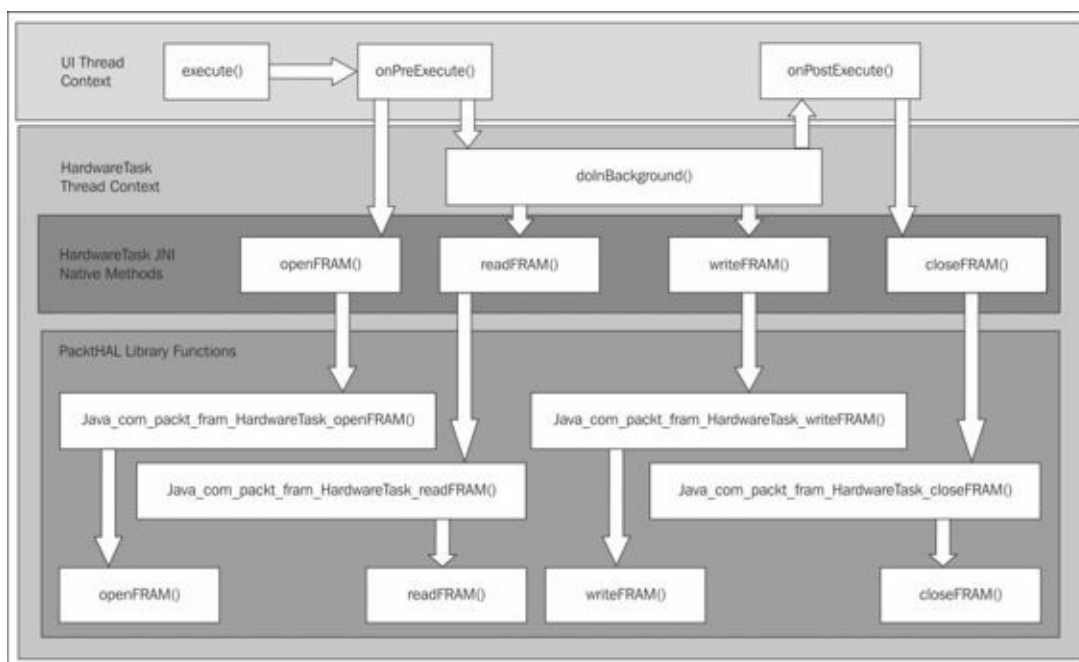 UI Thread
Context
execute()
onPreExecute()
onPostExecute()
HardwareTask
Thread Context
doInBackground()
HardwareTask JNI
Native Methods
openFRAM()
readFRAM()
writeFRAM()
closeFRAM()
PacktHAL Library Functions
Java_com_packt_fram_HardwareTask_openFRAM()
Java_com_packt_fram_HardwareTask_writeFRAM()
Java_com_packt_fram_HardwareTask_readFRAM()
Java_com_packt_fram_HardwareTask_closeFRAM()
openFRAM()
readFRAM()
writeFRAM()
closeFRAM()